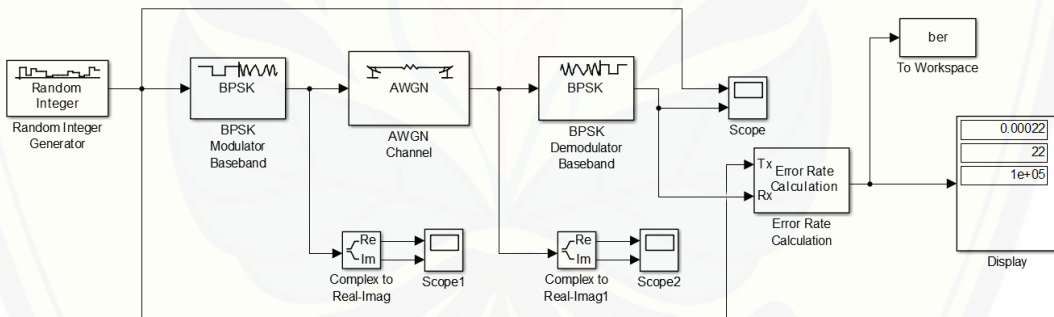 Random
Integer
Random Integer
Generator
BPSK
BPSK
Modulator
Baseband
AWGN
AWGN
Channel
BPSK
BPSK
Demodulator
Baseband
Scope
ber
To Workspace
Tx
Rx
Error Rate
Calculation
Error Rate
Calculation
0.00022
22
1e+05
Display
Re
Im
Complex to
Real-Imag
Scope1
Re
Im
Complex to
Real-Imag1
Scope2